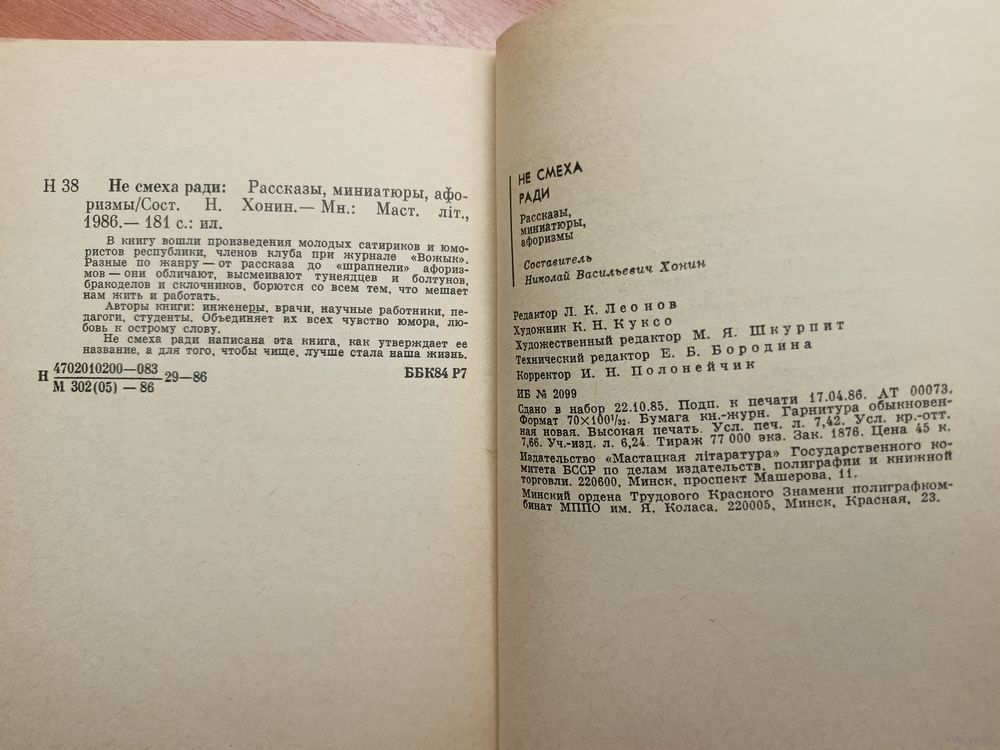 Н 38 Не смеха ради: Рассказы, миниатюры, афо-
ризмы/Сост. Н. Хонин.— Мн.: Маст. літ.,
1986.— 181 с.: ил.
В книгу вошли произведения молодых сатириков и юмо-
ристов республики, членов клуба при журнале «Вожык».
Разные по жанру — от рассказа до «шрапнели» афориз-
мов — они обличают, высмеивают тунеядцев и болтунов,
бракоделов и склочников, борются со всем тем, что мешает
нам жить и работать.
Авторы книги: инженеры, врачи, научные работники, пе-
дагоги, студенты. Объединяет их всех чувство юмора, лю-
бовь к острому слову.
Не смеха ради написана эта книга, как утверждает ее
название, а для того, чтобы чище, лучше стала наша жизнь.
Н 4702010200—083 29—86 ББК84 Р7
М 302(05) — 86
НЕ СМЕХА
РАДИ
Рассказы,
миниатюры,
афоризмы
Составитель
Николай Васильевич Хонин
Редактор Л. К. Леонов
Художник К. Н. Куксо
Художественный редактор М. Я. Шкурпит
Технический редактор Е. Б. Бородина
Корректор И. Н. Полонейчик
ИБ № 2099
Сдано в набор 22.10.85. Подп. к печати 17.04.86. АТ 00073.
Формат 70×100¹/₃₂. Бумага кн.-журн. Гарнитура обыкновен-
ная новая. Высокая печать. Усл. печ. л. 7,42. Усл. кр.-отт.
7,66. Уч.-изд. л. 6,24. Тираж 77 000 экз. Зак. 1876. Цена 45 к.
Издательство «Мастацкая літаратура» Государственного ко-
митета БССР по делам издательств, полиграфии и книжной
торговли. 220600, Минск, проспект Машерова, 11.
Минский ордена Трудового Красного Знамени полиграфком-
бинат МППО им. Я. Коласа. 220005, Минск, Красная, 23.